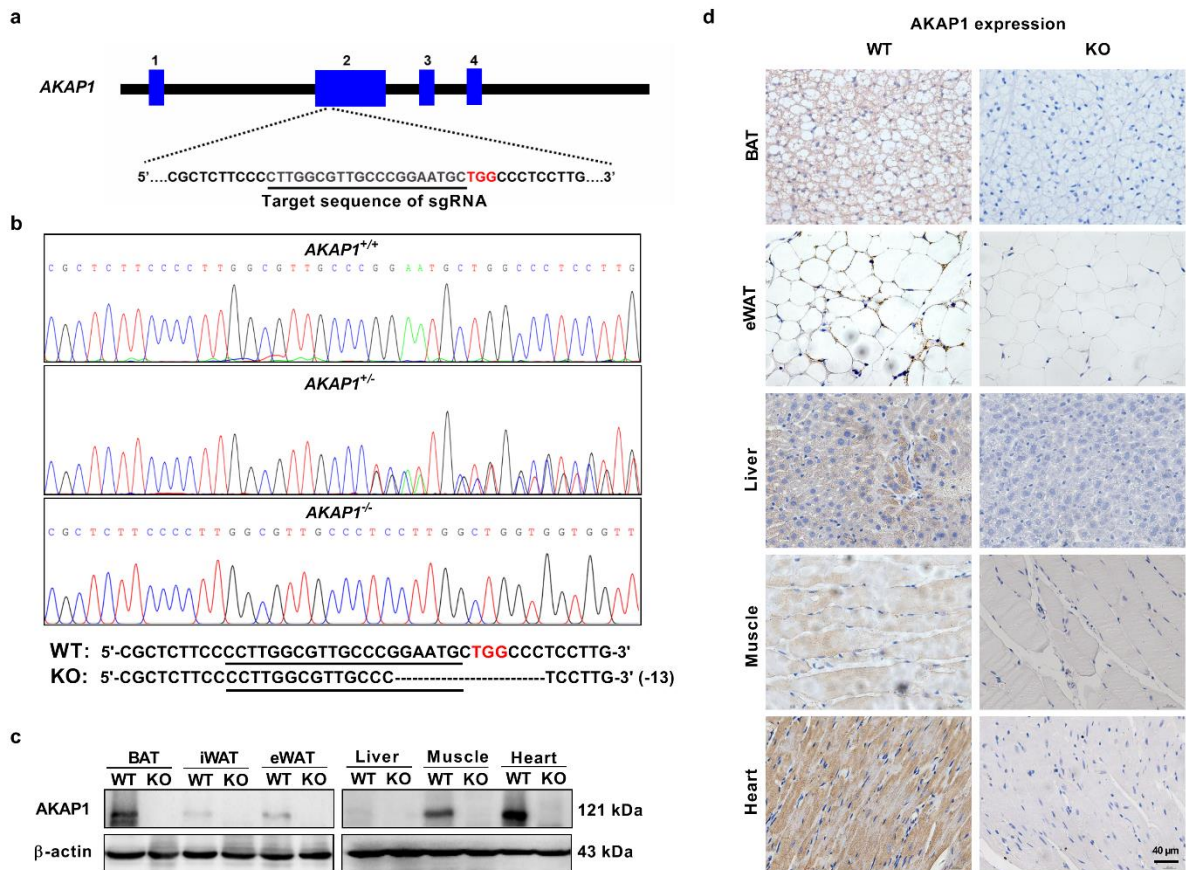 a
1 2 3 4
AKAP1
5'....CGCTCTTCCCCTTGGCGTTGCCCGGAATGCTGGCCCTCCTTG....3'
Target sequence of sgRNA
b
AKAP1+/+
C G C T C T T C C C C T T G G C G T T G C C C G G A A T G C T G G C C C T C C T T G
AKAP1+/-
AKAP1-/-
C G C T C T T C C C C T T G G C G T T G C C C T C C T T G G C T G G T G G T G G T T
WT: 5'-CGCTCTTCCCCTTGGCGTTGCCCGGAATGCTGGCCCTCCTTG-3'
KO: 5'-CGCTCTTCCCCTTGGCGTTGCCC-------------------------TCCTTG-3' (-13)
c
BAT iWAT eWAT Liver Muscle Heart
WT KO WT KO WT KO WT KO WT KO WT KO
AKAP1 121 kDa
β-actin 43 kDa
d
AKAP1 expression
WT KO
BAT
eWAT
Liver
Muscle
Heart
40 µm